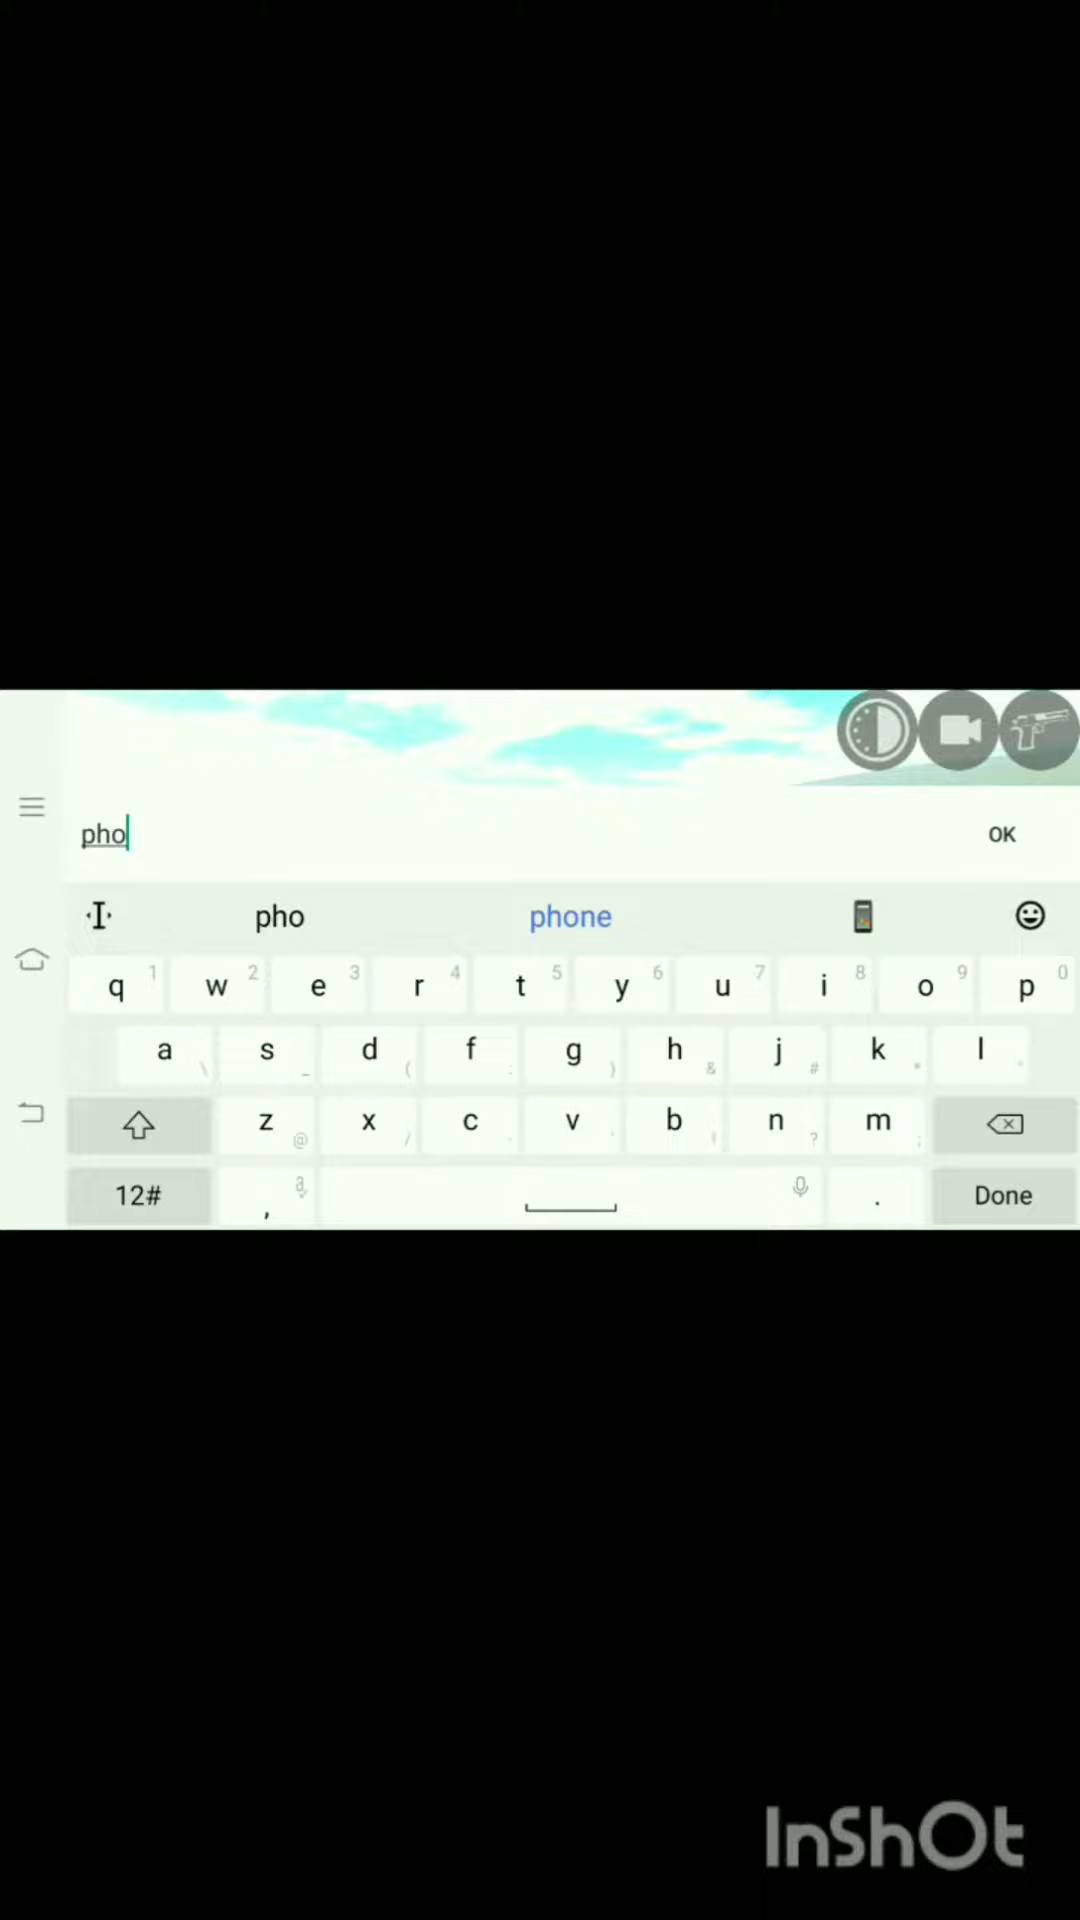 pho
OK
pho phone
q 1 w 2 e 3 r 4 t 5 y 6 u 7 i 8 o 9 p 0
a \ s _ d ( f : g ) h & j # k * l
z @ x / c v b ! n ? m ;
12# , . Done
InShOt